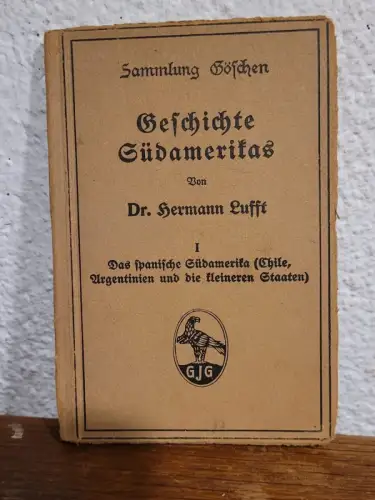 Sammlung Göschen
Geschichte
Südamerikas
Von
Dr. Hermann Lufft
I
Das spanische Südamerika (Chile,
Argentinien und die kleineren Staaten)
GJG